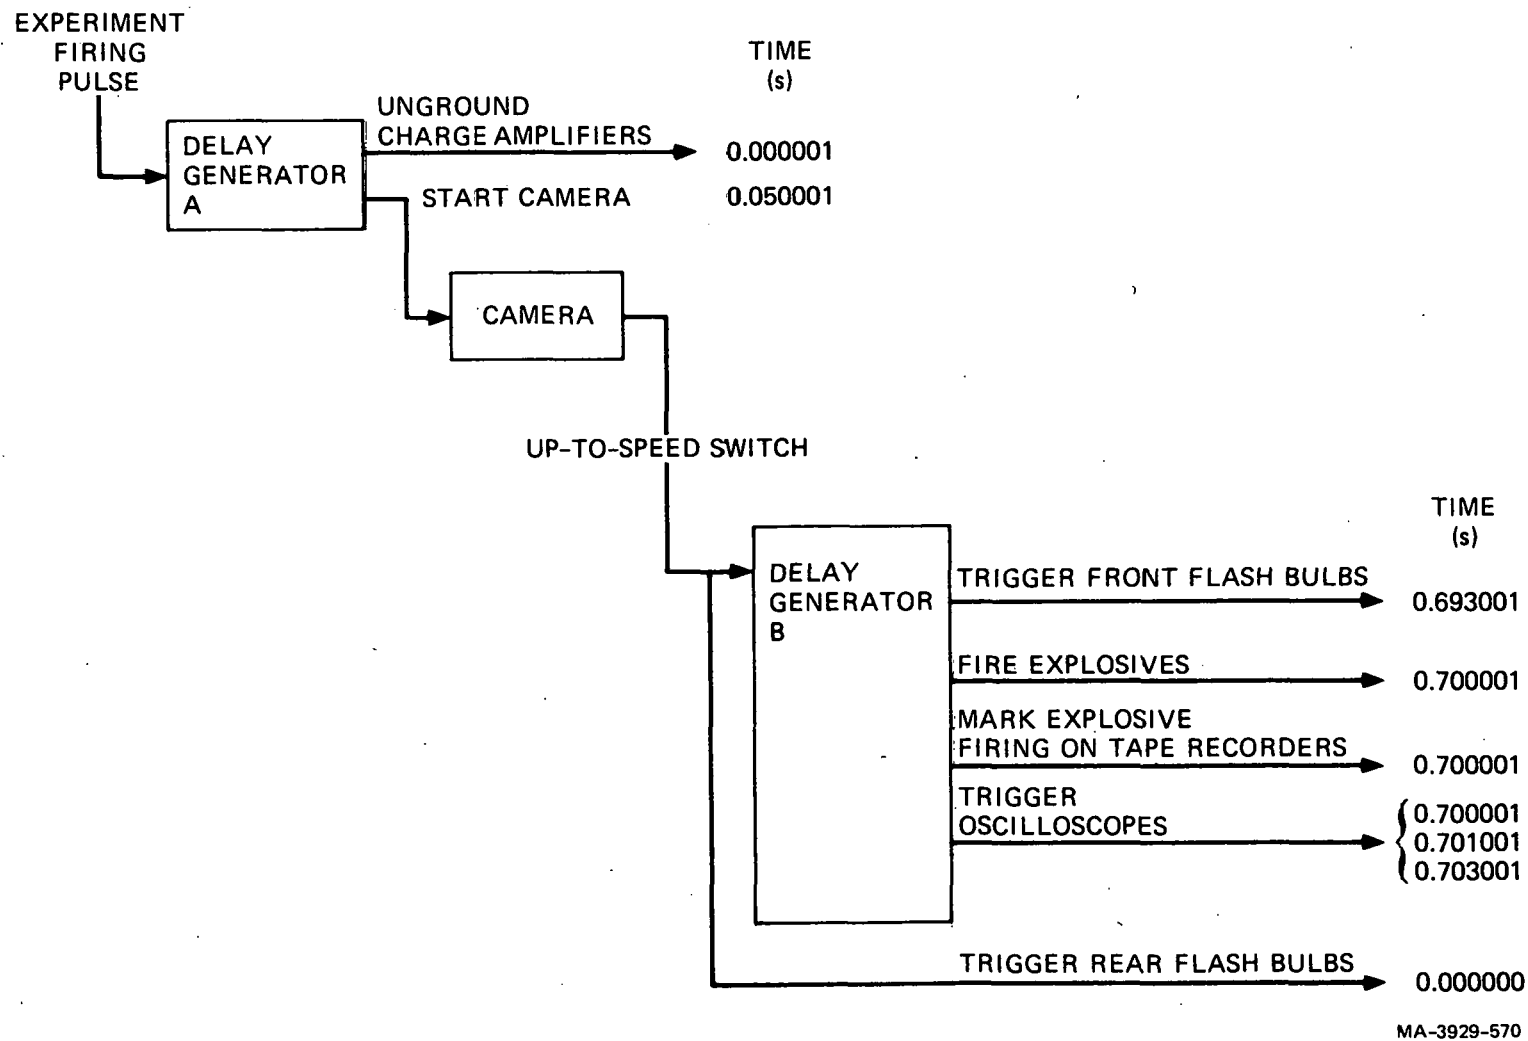 EXPERIMENT
FIRING
PULSE
TIME
(s)
UNGROUND
CHARGE AMPLIFIERS
0.000001
DELAY
GENERATOR
A
START CAMERA
0.050001
CAMERA
UP-TO-SPEED SWITCH
TIME
(s)
DELAY
GENERATOR
B
TRIGGER FRONT FLASH BULBS
0.693001
FIRE EXPLOSIVES
0.700001
MARK EXPLOSIVE
FIRING ON TAPE RECORDERS
0.700001
TRIGGER
OSCILLOSCOPES
0.700001
0.701001
0.703001
TRIGGER REAR FLASH BULBS
0.000000
MA-3929-570